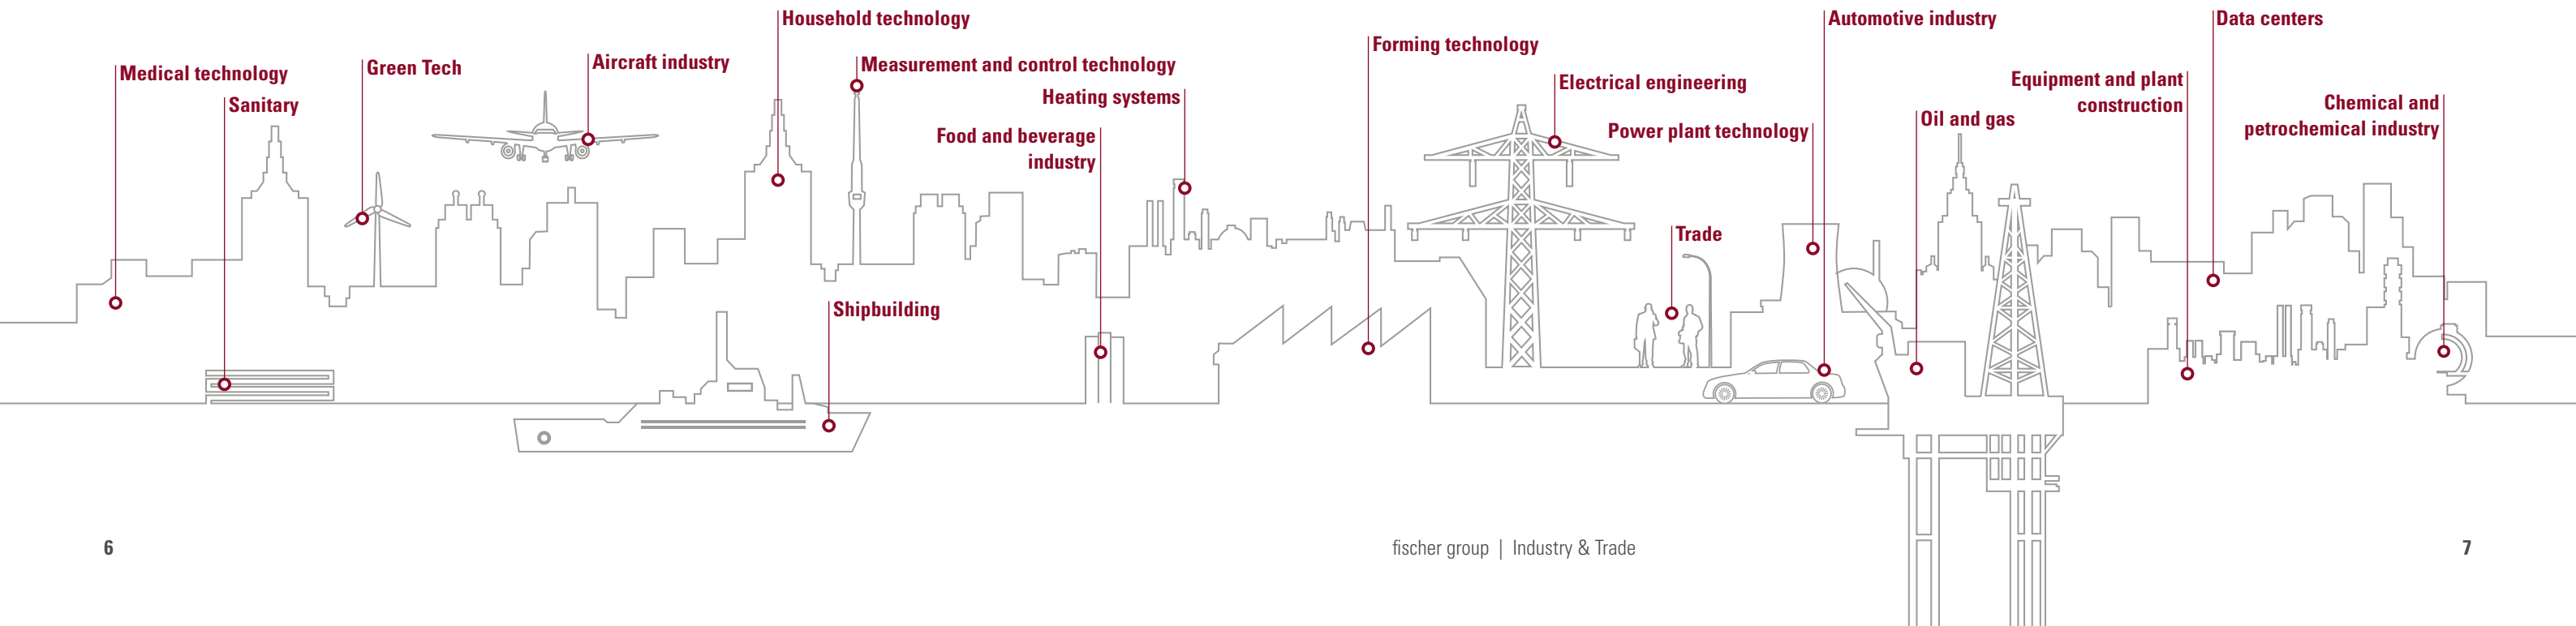 Medical technology
Sanitary
Green Tech
Aircraft industry
Household technology
Measurement and control technology
Heating systems
Food and beverage
industry
Shipbuilding
Forming technology
Electrical engineering
Power plant technology
Trade
Automotive industry
Oil and gas
Data centers
Equipment and plant
construction
Chemical and
petrochemical industry
6
fischer group | Industry & Trade
7